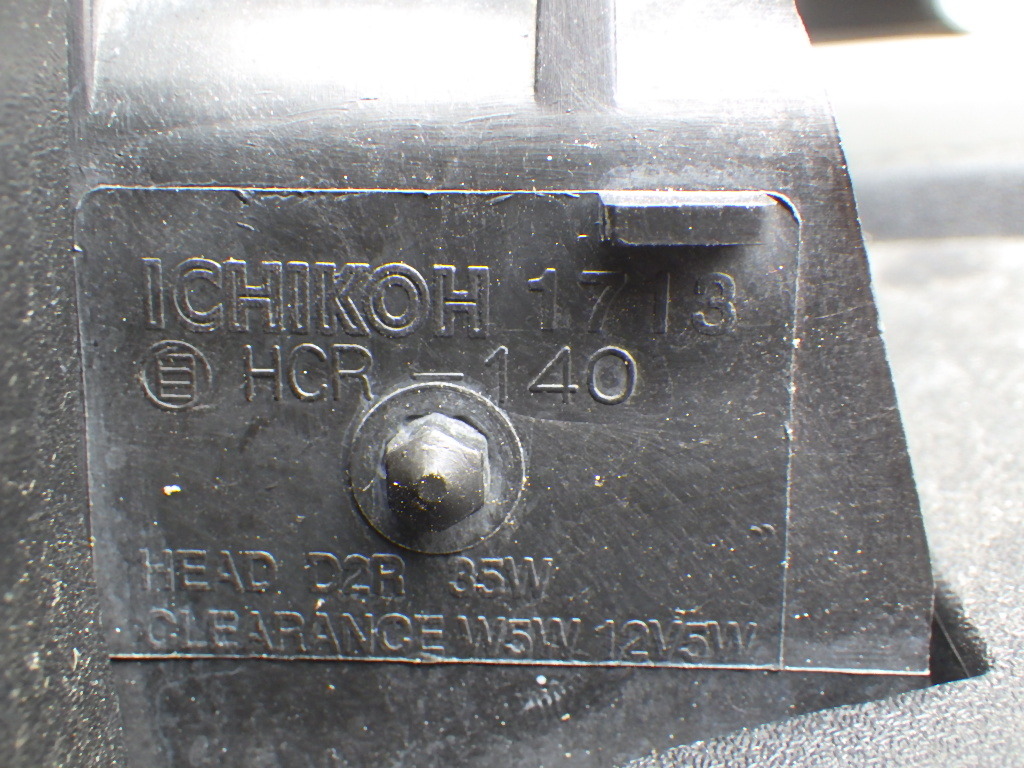 ICHIKOH 1713
HCR - 140
HEAD D2R 35W
CLEARANCE W5W 12V5W